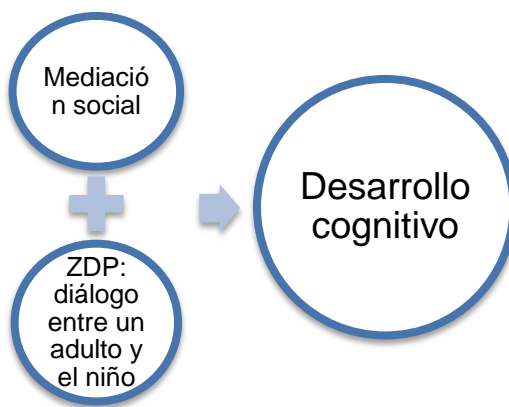 Mediació
n social
ZDP:
diálogo
entre un
adulto y
el niño
Desarrollo
cognitivo